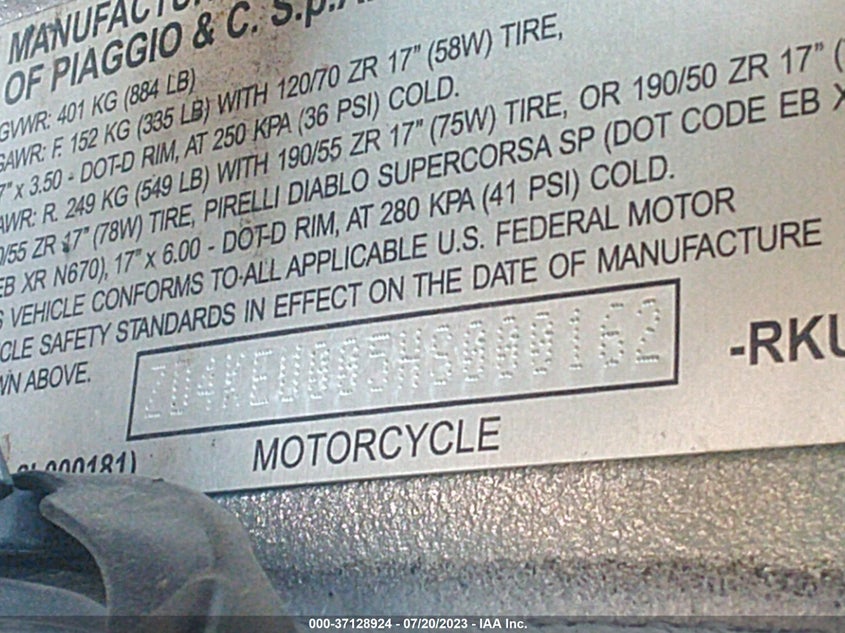 MANUFACTU
OF PIAGGIO & C. S.p.A.
GVWR: 401 KG (884 LB)
GAWR: F. 152 KG (335 LB) WITH 120/70 ZR 17" (58W) TIRE,
7" x 3.50 - DOT-D RIM, AT 250 KPA (36 PSI) COLD.
AWR: R. 249 KG (549 LB) WITH 190/55 ZR 17" (75W) TIRE, OR 190/50 ZR 17" (
0/55 ZR 17" (78W) TIRE, PIRELLI DIABLO SUPERCORSA SP (DOT CODE EB X
EB XR N670), 17" x 6.00 - DOT-D RIM, AT 280 KPA (41 PSI) COLD.
S VEHICLE CONFORMS TO ALL APPLICABLE U.S. FEDERAL MOTOR
CLE SAFETY STANDARDS IN EFFECT ON THE DATE OF MANUFACTURE
WN ABOVE.
ZD4KEU005HS000162
-RKU
000181)
MOTORCYCLE
000-37128924 - 07/20/2023 - IAA Inc.